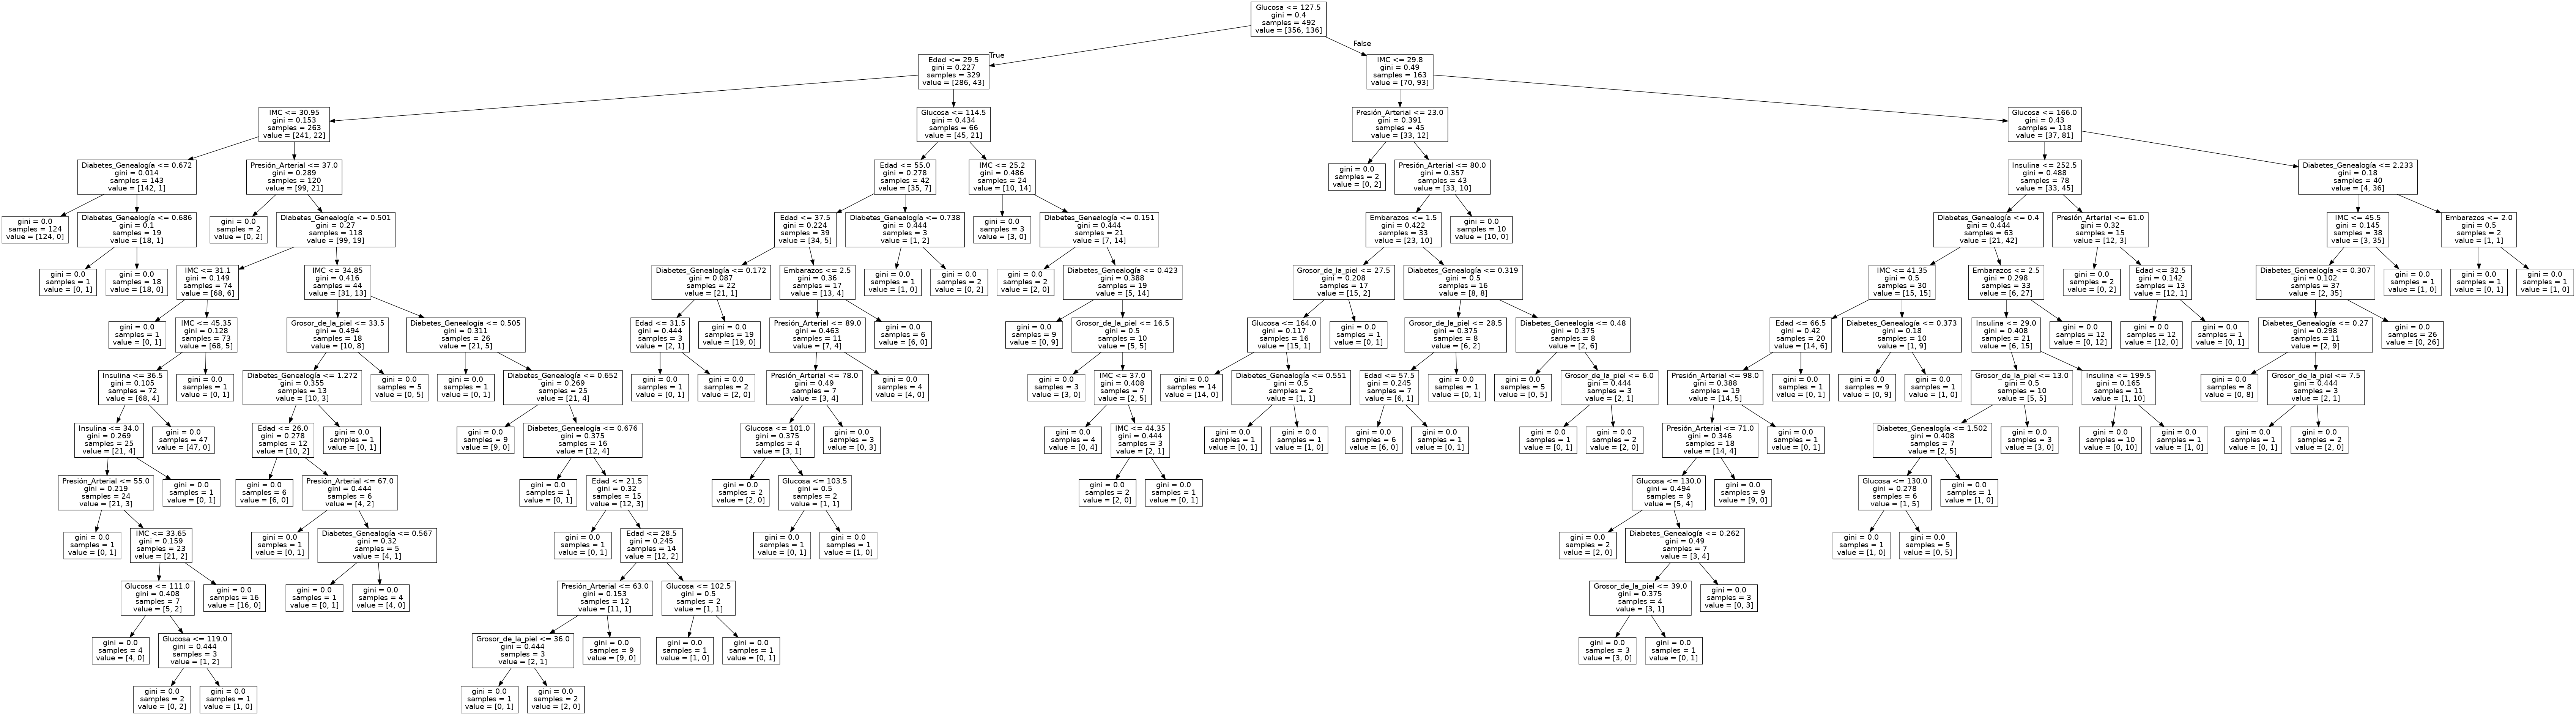 Glucosa <= 127.5
gini = 0.4
samples = 492
value = [356, 136]
True
False
Edad <= 29.5
gini = 0.227
samples = 329
value = [286, 43]
IMC <= 29.8
gini = 0.49
samples = 163
value = [70, 93]
IMC <= 30.95
gini = 0.153
samples = 263
value = [241, 22]
Glucosa <= 114.5
gini = 0.434
samples = 66
value = [45, 21]
Presión_Arterial <= 23.0
gini = 0.391
samples = 45
value = [33, 12]
Glucosa <= 166.0
gini = 0.43
samples = 118
value = [37, 81]
Diabetes_Genealogía <= 0.672
gini = 0.014
samples = 143
value = [142, 1]
Presión_Arterial <= 37.0
gini = 0.289
samples = 120
value = [99, 21]
Edad <= 55.0
gini = 0.278
samples = 42
value = [35, 7]
IMC <= 25.2
gini = 0.486
samples = 24
value = [10, 14]
gini = 0.0
samples = 2
value = [0, 2]
Presión_Arterial <= 80.0
gini = 0.357
samples = 43
value = [33, 10]
Insulina <= 252.5
gini = 0.488
samples = 78
value = [33, 45]
Diabetes_Genealogía <= 2.233
gini = 0.18
samples = 40
value = [4, 36]
gini = 0.0
samples = 124
value = [124, 0]
Diabetes_Genealogía <= 0.686
gini = 0.1
samples = 19
value = [18, 1]
gini = 0.0
samples = 2
value = [0, 2]
Diabetes_Genealogía <= 0.501
gini = 0.27
samples = 118
value = [99, 19]
Edad <= 37.5
gini = 0.224
samples = 39
value = [34, 5]
Diabetes_Genealogía <= 0.738
gini = 0.444
samples = 3
value = [1, 2]
gini = 0.0
samples = 3
value = [3, 0]
Diabetes_Genealogía <= 0.151
gini = 0.444
samples = 21
value = [7, 14]
Embarazos <= 1.5
gini = 0.422
samples = 33
value = [23, 10]
gini = 0.0
samples = 10
value = [10, 0]
Diabetes_Genealogía <= 0.4
gini = 0.444
samples = 63
value = [21, 42]
Presión_Arterial <= 61.0
gini = 0.32
samples = 15
value = [12, 3]
IMC <= 45.5
gini = 0.145
samples = 38
value = [3, 35]
Embarazos <= 2.0
gini = 0.5
samples = 2
value = [1, 1]
gini = 0.0
samples = 1
value = [0, 1]
gini = 0.0
samples = 18
value = [18, 0]
IMC <= 31.1
gini = 0.149
samples = 74
value = [68, 6]
IMC <= 34.85
gini = 0.416
samples = 44
value = [31, 13]
Diabetes_Genealogía <= 0.172
gini = 0.087
samples = 22
value = [21, 1]
Embarazos <= 2.5
gini = 0.36
samples = 17
value = [13, 4]
gini = 0.0
samples = 1
value = [1, 0]
gini = 0.0
samples = 2
value = [0, 2]
gini = 0.0
samples = 2
value = [2, 0]
Diabetes_Genealogía <= 0.423
gini = 0.388
samples = 19
value = [5, 14]
Grosor_de_la_piel <= 27.5
gini = 0.208
samples = 17
value = [15, 2]
Diabetes_Genealogía <= 0.319
gini = 0.5
samples = 16
value = [8, 8]
IMC <= 41.35
gini = 0.5
samples = 30
value = [15, 15]
Embarazos <= 2.5
gini = 0.298
samples = 33
value = [6, 27]
gini = 0.0
samples = 2
value = [0, 2]
Edad <= 32.5
gini = 0.142
samples = 13
value = [12, 1]
Diabetes_Genealogía <= 0.307
gini = 0.102
samples = 37
value = [2, 35]
gini = 0.0
samples = 1
value = [1, 0]
gini = 0.0
samples = 1
value = [0, 1]
gini = 0.0
samples = 1
value = [1, 0]
gini = 0.0
samples = 1
value = [0, 1]
IMC <= 45.35
gini = 0.128
samples = 73
value = [68, 5]
Grosor_de_la_piel <= 33.5
gini = 0.494
samples = 18
value = [10, 8]
Diabetes_Genealogía <= 0.505
gini = 0.311
samples = 26
value = [21, 5]
Edad <= 31.5
gini = 0.444
samples = 3
value = [2, 1]
gini = 0.0
samples = 19
value = [19, 0]
Presión_Arterial <= 89.0
gini = 0.463
samples = 11
value = [7, 4]
gini = 0.0
samples = 6
value = [6, 0]
gini = 0.0
samples = 9
value = [0, 9]
Grosor_de_la_piel <= 16.5
gini = 0.5
samples = 10
value = [5, 5]
Glucosa <= 164.0
gini = 0.117
samples = 16
value = [15, 1]
gini = 0.0
samples = 1
value = [0, 1]
Grosor_de_la_piel <= 28.5
gini = 0.375
samples = 8
value = [6, 2]
Diabetes_Genealogía <= 0.48
gini = 0.375
samples = 8
value = [2, 6]
Edad <= 66.5
gini = 0.42
samples = 20
value = [14, 6]
Diabetes_Genealogía <= 0.373
gini = 0.18
samples = 10
value = [1, 9]
Insulina <= 29.0
gini = 0.408
samples = 21
value = [6, 15]
gini = 0.0
samples = 12
value = [0, 12]
gini = 0.0
samples = 12
value = [12, 0]
gini = 0.0
samples = 1
value = [0, 1]
Diabetes_Genealogía <= 0.27
gini = 0.298
samples = 11
value = [2, 9]
gini = 0.0
samples = 26
value = [0, 26]
Insulina <= 36.5
gini = 0.105
samples = 72
value = [68, 4]
gini = 0.0
samples = 1
value = [0, 1]
Diabetes_Genealogía <= 1.272
gini = 0.355
samples = 13
value = [10, 3]
gini = 0.0
samples = 5
value = [0, 5]
gini = 0.0
samples = 1
value = [0, 1]
Diabetes_Genealogía <= 0.652
gini = 0.269
samples = 25
value = [21, 4]
gini = 0.0
samples = 1
value = [0, 1]
gini = 0.0
samples = 2
value = [2, 0]
Presión_Arterial <= 78.0
gini = 0.49
samples = 7
value = [3, 4]
gini = 0.0
samples = 4
value = [4, 0]
gini = 0.0
samples = 3
value = [3, 0]
IMC <= 37.0
gini = 0.408
samples = 7
value = [2, 5]
gini = 0.0
samples = 14
value = [14, 0]
Diabetes_Genealogía <= 0.551
gini = 0.5
samples = 2
value = [1, 1]
Edad <= 57.5
gini = 0.245
samples = 7
value = [6, 1]
gini = 0.0
samples = 1
value = [0, 1]
gini = 0.0
samples = 5
value = [0, 5]
Grosor_de_la_piel <= 6.0
gini = 0.444
samples = 3
value = [2, 1]
Presión_Arterial <= 98.0
gini = 0.388
samples = 19
value = [14, 5]
gini = 0.0
samples = 1
value = [0, 1]
gini = 0.0
samples = 9
value = [0, 9]
gini = 0.0
samples = 1
value = [1, 0]
Grosor_de_la_piel <= 13.0
gini = 0.5
samples = 10
value = [5, 5]
Insulina <= 199.5
gini = 0.165
samples = 11
value = [1, 10]
gini = 0.0
samples = 8
value = [0, 8]
Grosor_de_la_piel <= 7.5
gini = 0.444
samples = 3
value = [2, 1]
Insulina <= 34.0
gini = 0.269
samples = 25
value = [21, 4]
gini = 0.0
samples = 47
value = [47, 0]
Edad <= 26.0
gini = 0.278
samples = 12
value = [10, 2]
gini = 0.0
samples = 1
value = [0, 1]
gini = 0.0
samples = 9
value = [9, 0]
Diabetes_Genealogía <= 0.676
gini = 0.375
samples = 16
value = [12, 4]
Glucosa <= 101.0
gini = 0.375
samples = 4
value = [3, 1]
gini = 0.0
samples = 3
value = [0, 3]
gini = 0.0
samples = 4
value = [0, 4]
IMC <= 44.35
gini = 0.444
samples = 3
value = [2, 1]
gini = 0.0
samples = 1
value = [0, 1]
gini = 0.0
samples = 1
value = [1, 0]
gini = 0.0
samples = 6
value = [6, 0]
gini = 0.0
samples = 1
value = [0, 1]
gini = 0.0
samples = 1
value = [0, 1]
gini = 0.0
samples = 2
value = [2, 0]
Presión_Arterial <= 71.0
gini = 0.346
samples = 18
value = [14, 4]
gini = 0.0
samples = 1
value = [0, 1]
Diabetes_Genealogía <= 1.502
gini = 0.408
samples = 7
value = [2, 5]
gini = 0.0
samples = 3
value = [3, 0]
gini = 0.0
samples = 10
value = [0, 10]
gini = 0.0
samples = 1
value = [1, 0]
gini = 0.0
samples = 1
value = [0, 1]
gini = 0.0
samples = 2
value = [2, 0]
Presión_Arterial <= 55.0
gini = 0.219
samples = 24
value = [21, 3]
gini = 0.0
samples = 1
value = [0, 1]
gini = 0.0
samples = 6
value = [6, 0]
Presión_Arterial <= 67.0
gini = 0.444
samples = 6
value = [4, 2]
gini = 0.0
samples = 1
value = [0, 1]
Edad <= 21.5
gini = 0.32
samples = 15
value = [12, 3]
gini = 0.0
samples = 2
value = [2, 0]
Glucosa <= 103.5
gini = 0.5
samples = 2
value = [1, 1]
gini = 0.0
samples = 2
value = [2, 0]
gini = 0.0
samples = 1
value = [0, 1]
Glucosa <= 130.0
gini = 0.494
samples = 9
value = [5, 4]
gini = 0.0
samples = 9
value = [9, 0]
Glucosa <= 130.0
gini = 0.278
samples = 6
value = [1, 5]
gini = 0.0
samples = 1
value = [1, 0]
gini = 0.0
samples = 1
value = [0, 1]
IMC <= 33.65
gini = 0.159
samples = 23
value = [21, 2]
gini = 0.0
samples = 1
value = [0, 1]
Diabetes_Genealogía <= 0.567
gini = 0.32
samples = 5
value = [4, 1]
gini = 0.0
samples = 1
value = [0, 1]
Edad <= 28.5
gini = 0.245
samples = 14
value = [12, 2]
gini = 0.0
samples = 1
value = [0, 1]
gini = 0.0
samples = 1
value = [1, 0]
gini = 0.0
samples = 2
value = [2, 0]
Diabetes_Genealogía <= 0.262
gini = 0.49
samples = 7
value = [3, 4]
gini = 0.0
samples = 1
value = [1, 0]
gini = 0.0
samples = 5
value = [0, 5]
Glucosa <= 111.0
gini = 0.408
samples = 7
value = [5, 2]
gini = 0.0
samples = 16
value = [16, 0]
gini = 0.0
samples = 1
value = [0, 1]
gini = 0.0
samples = 4
value = [4, 0]
Presión_Arterial <= 63.0
gini = 0.153
samples = 12
value = [11, 1]
Glucosa <= 102.5
gini = 0.5
samples = 2
value = [1, 1]
Grosor_de_la_piel <= 39.0
gini = 0.375
samples = 4
value = [3, 1]
gini = 0.0
samples = 3
value = [0, 3]
gini = 0.0
samples = 4
value = [4, 0]
Glucosa <= 119.0
gini = 0.444
samples = 3
value = [1, 2]
Grosor_de_la_piel <= 36.0
gini = 0.444
samples = 3
value = [2, 1]
gini = 0.0
samples = 9
value = [9, 0]
gini = 0.0
samples = 1
value = [1, 0]
gini = 0.0
samples = 1
value = [0, 1]
gini = 0.0
samples = 3
value = [3, 0]
gini = 0.0
samples = 1
value = [0, 1]
gini = 0.0
samples = 2
value = [0, 2]
gini = 0.0
samples = 1
value = [1, 0]
gini = 0.0
samples = 1
value = [0, 1]
gini = 0.0
samples = 2
value = [2, 0]